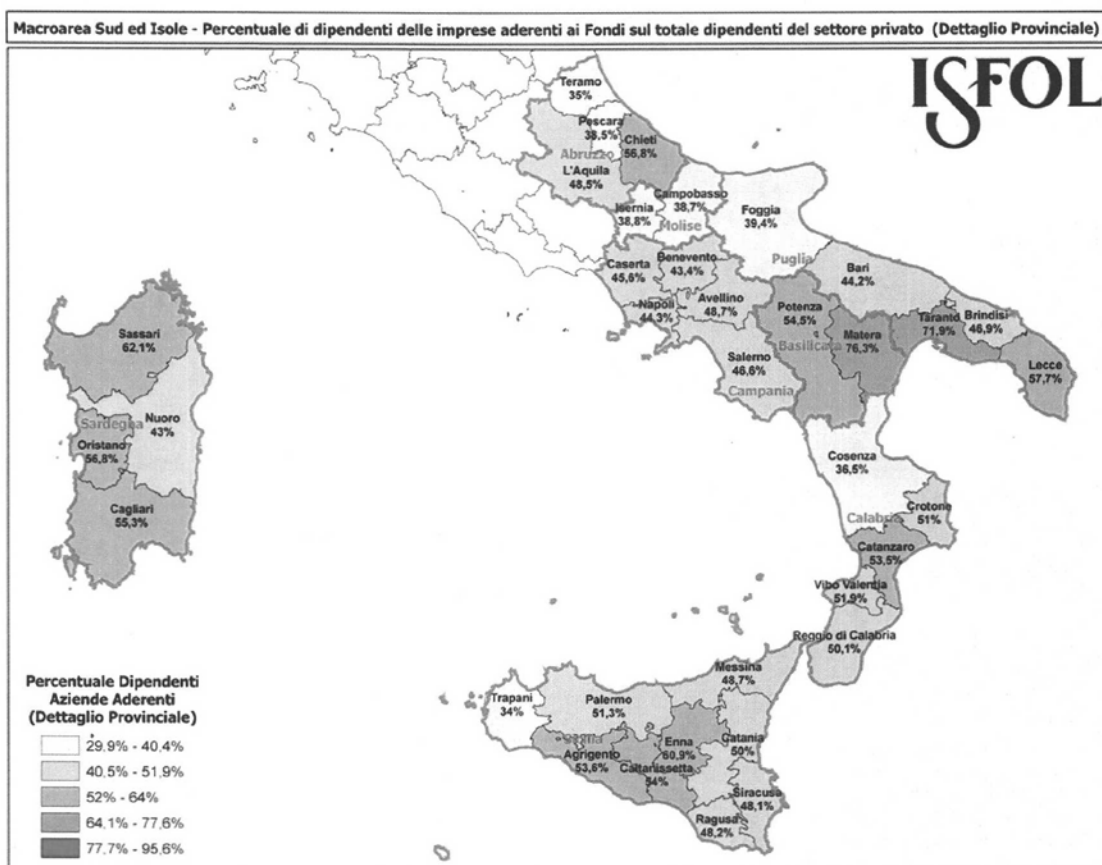 Macroarea Sud ed Isole - Percentuale di dipendenti delle imprese aderenti ai Fondi sul totale dipendenti del settore privato (Dettaglio Provinciale)
ISFOL
Teramo
35%
Pescara
38,5%
Chieti
56,8%
Abruzzo
L'Aquila
48,5%
Campobasso
38,7%
Isernia
38,8%
Molise
Foggia
39,4%
Puglia
Caserta
45,6%
Benevento
43,4%
Bari
44,2%
Napoli
44,3%
Avellino
48,7%
Potenza
54,5%
Basilicata
Matera
76,3%
Taranto
71,9%
Brindisi
46,9%
Lecce
57,7%
Salerno
46,6%
Campania
Sassari
62,1%
Nuoro
43%
Sardegna
Oristano
56,8%
Cagliari
55,3%
Cosenza
36,5%
Calabria
Crotone
51%
Catanzaro
53,5%
Vibo Valentia
51,9%
Reggio di Calabria
50,1%
Messina
48,7%
Trapani
34%
Palermo
51,3%
Sicilia
Agrigento
53,6%
Caltanissetta
54%
Enna
60,9%
Catania
50%
Siracusa
48,1%
Ragusa
48,2%
Percentuale Dipendenti
Aziende Aderenti
(Dettaglio Provinciale)
29,9% - 40,4%
40,5% - 51,9%
52% - 64%
64,1% - 77,6%
77,7% - 95,6%